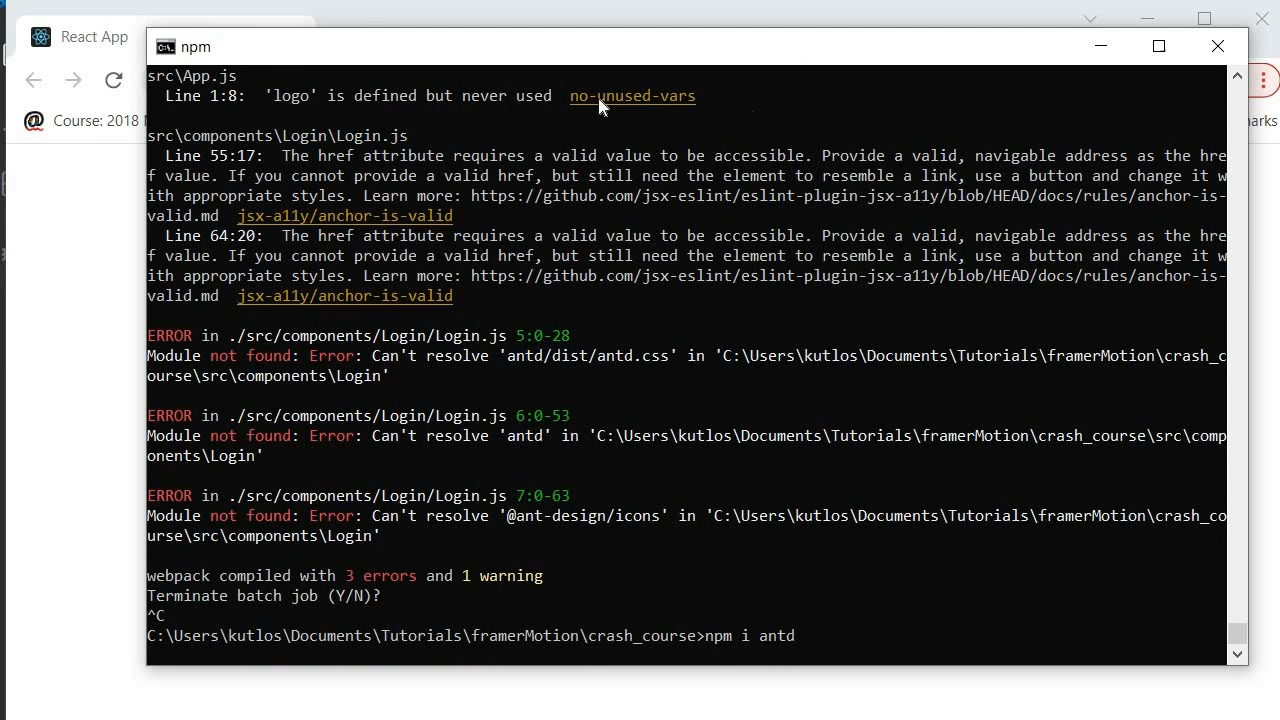 React App
npm
Course: 2018
arks
src\App.js
Line 1:8: 'logo' is defined but never used no-unused-vars
src\components\Login\Login.js
Line 55:17: The href attribute requires a valid value to be accessible. Provide a valid, navigable address as the hre
f value. If you cannot provide a valid href, but still need the element to resemble a link, use a button and change it w
ith appropriate styles. Learn more: https://github.com/jsx-eslint/eslint-plugin-jsx-a11y/blob/HEAD/docs/rules/anchor-is-
valid.md jsx-a11y/anchor-is-valid
Line 64:20: The href attribute requires a valid value to be accessible. Provide a valid, navigable address as the hre
f value. If you cannot provide a valid href, but still need the element to resemble a link, use a button and change it w
ith appropriate styles. Learn more: https://github.com/jsx-eslint/eslint-plugin-jsx-a11y/blob/HEAD/docs/rules/anchor-is-
valid.md jsx-a11y/anchor-is-valid
ERROR in ./src/components/Login/Login.js 5:0-28
Module not found: Error: Can't resolve 'antd/dist/antd.css' in 'C:\Users\kutlos\Documents\Tutorials\framerMotion\crash_c
ourse\src\components\Login'
ERROR in ./src/components/Login/Login.js 6:0-53
Module not found: Error: Can't resolve 'antd' in 'C:\Users\kutlos\Documents\Tutorials\framerMotion\crash_course\src\comp
onents\Login'
ERROR in ./src/components/Login/Login.js 7:0-63
Module not found: Error: Can't resolve '@ant-design/icons' in 'C:\Users\kutlos\Documents\Tutorials\framerMotion\crash_co
urse\src\components\Login'
webpack compiled with 3 errors and 1 warning
Terminate batch job (Y/N)?
^C
C:\Users\kutlos\Documents\Tutorials\framerMotion\crash_course>npm i antd